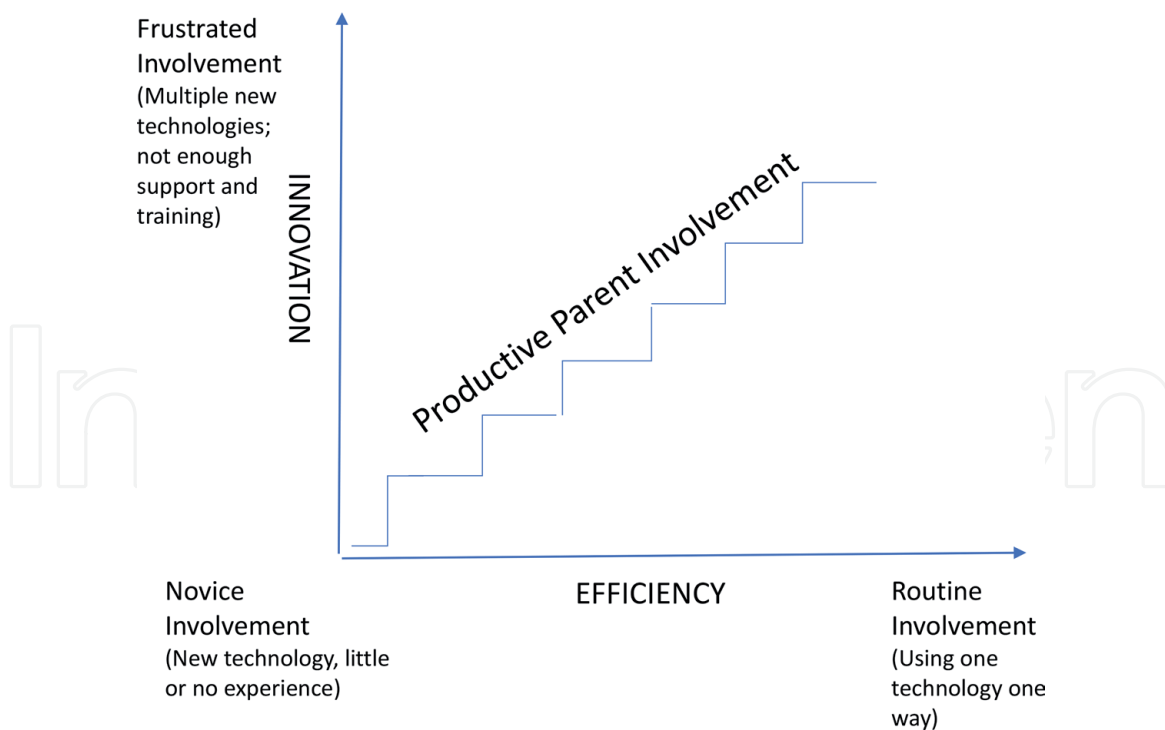 Frustrated
Involvement
(Multiple new
technologies;
not enough
support and
training)
INNOVATION
Productive Parent Involvement
Novice
Involvement
(New technology, little
or no experience)
EFFICIENCY
Routine
Involvement
(Using one
technology one
way)